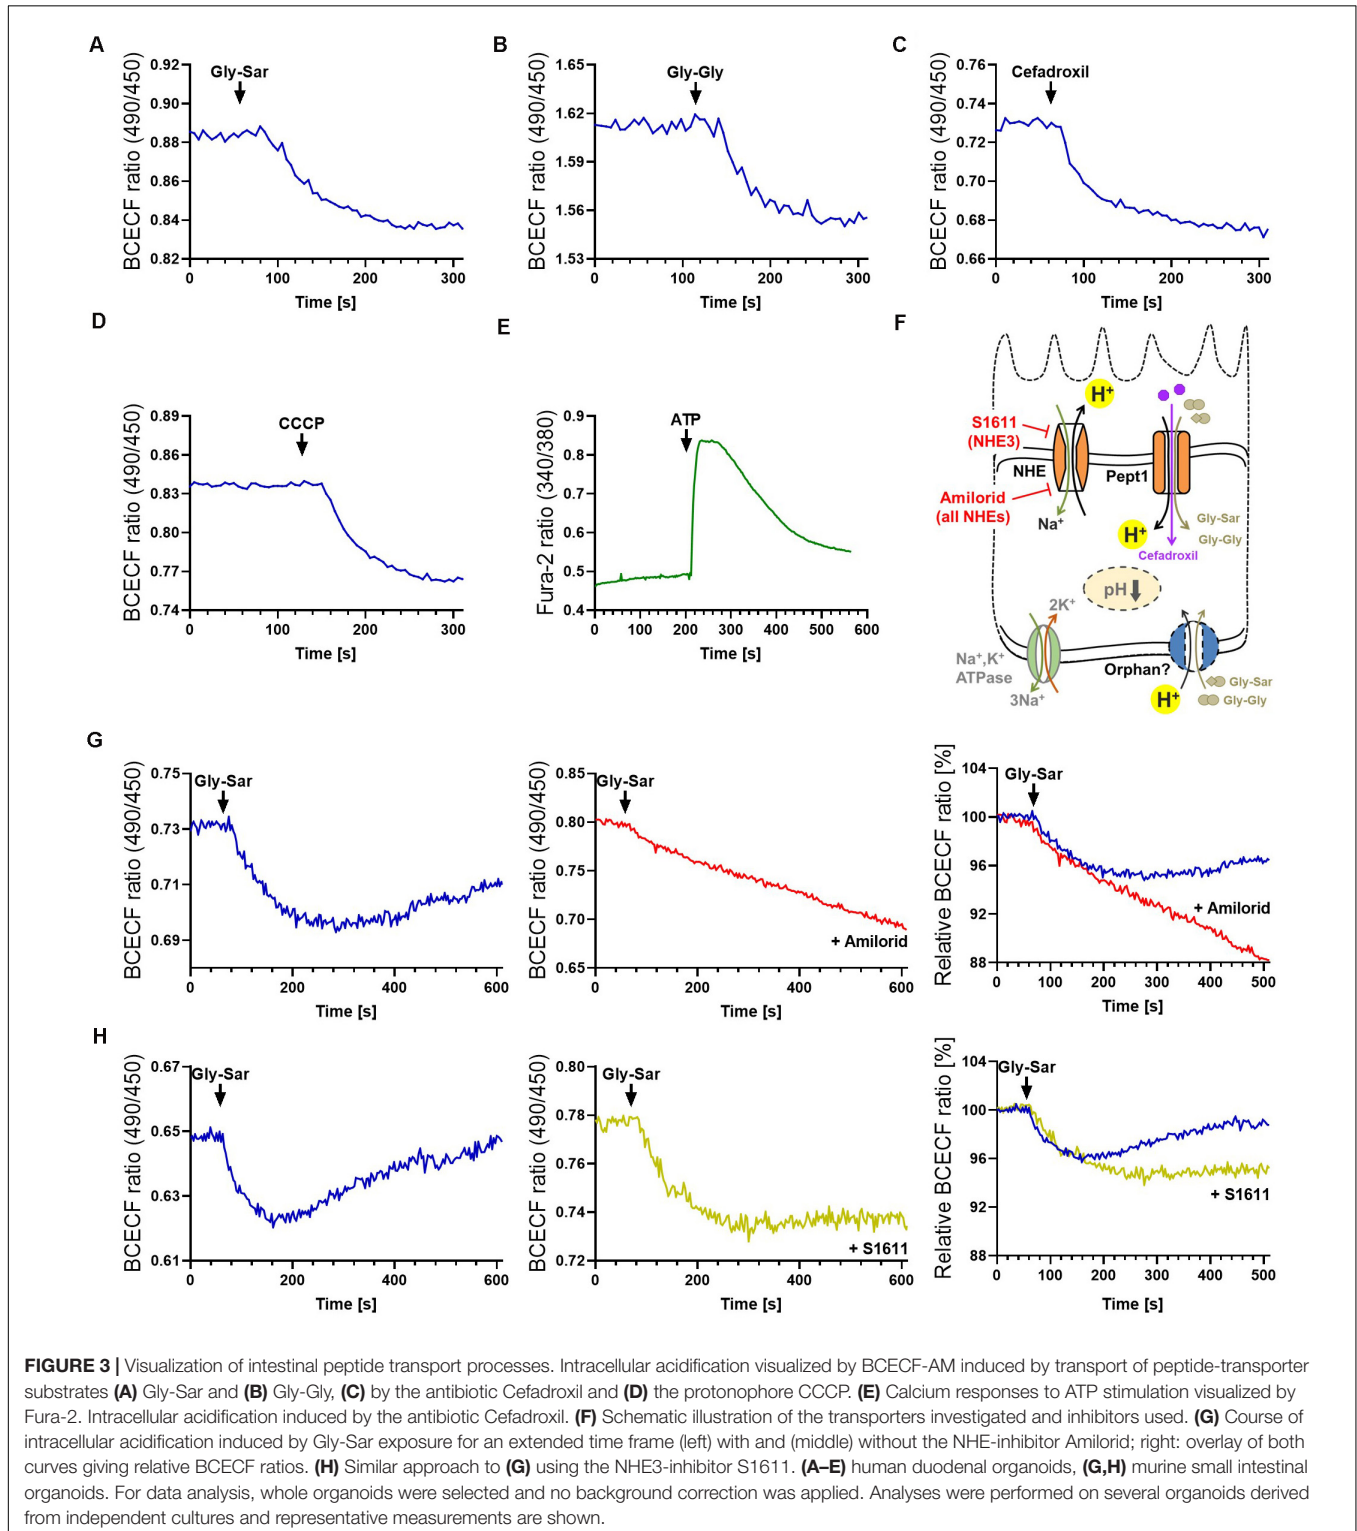 A
BCECF ratio (490/450)
0.92
0.90
0.88
0.86
0.84
0.82
Gly-Sar
0 100 200 300
Time [s]
B
BCECF ratio (490/450)
1.65
1.62
1.59
1.56
1.53
Gly-Gly
0 100 200 300
Time [s]
C
BCECF ratio (490/450)
0.76
0.74
0.72
0.70
0.68
0.66
Cefadroxil
0 100 200 300
Time [s]
D
BCECF ratio (490/450)
0.89
0.86
0.83
0.80
0.77
0.74
CCCP
0 100 200 300
Time [s]
E
Fura-2 ratio (340/380)
0.9
0.8
0.7
0.6
0.5
0.4
ATP
0 100 200 300 400 500 600
Time [s]
F
H+
S1611
(NHE3)
NHE
Pept1
Amilorid
(all NHEs)
Na+
H+
Gly-Sar
Gly-Gly
Cefadroxil
pH
2K+
Na+,K+
ATPase
3Na+
Orphan?
H+
Gly-Sar
Gly-Gly
G
BCECF ratio (490/450)
0.75
0.73
0.71
0.69
Gly-Sar
0 200 400 600
Time [s]
BCECF ratio (490/450)
0.85
0.80
0.75
0.70
0.65
Gly-Sar
+ Amilorid
0 200 400 600
Time [s]
Relative BCECF ratio [%]
104
100
96
92
88
Gly-Sar
+ Amilorid
0 100 200 300 400 500
Time [s]
H
BCECF ratio (490/450)
0.67
0.65
0.63
0.61
Gly-Sar
0 200 400 600
Time [s]
BCECF ratio (490/450)
0.80
0.78
0.76
0.74
0.72
Gly-Sar
+ S1611
0 200 400 600
Time [s]
Relative BCECF ratio [%]
104
100
96
92
88
Gly-Sar
+ S1611
0 100 200 300 400 500
Time [s]
FIGURE 3 | Visualization of intestinal peptide transport processes. Intracellular acidification visualized by BCECF-AM induced by transport of peptide-transporter
substrates (A) Gly-Sar and (B) Gly-Gly, (C) by the antibiotic Cefadroxil and (D) the protonophore CCCP. (E) Calcium responses to ATP stimulation visualized by
Fura-2. Intracellular acidification induced by the antibiotic Cefadroxil. (F) Schematic illustration of the transporters investigated and inhibitors used. (G) Course of
intracellular acidification induced by Gly-Sar exposure for an extended time frame (left) with and (middle) without the NHE-inhibitor Amilorid; right: overlay of both
curves giving relative BCECF ratios. (H) Similar approach to (G) using the NHE3-inhibitor S1611. (A–E) human duodenal organoids, (G,H) murine small intestinal
organoids. For data analysis, whole organoids were selected and no background correction was applied. Analyses were performed on several organoids derived
from independent cultures and representative measurements are shown.